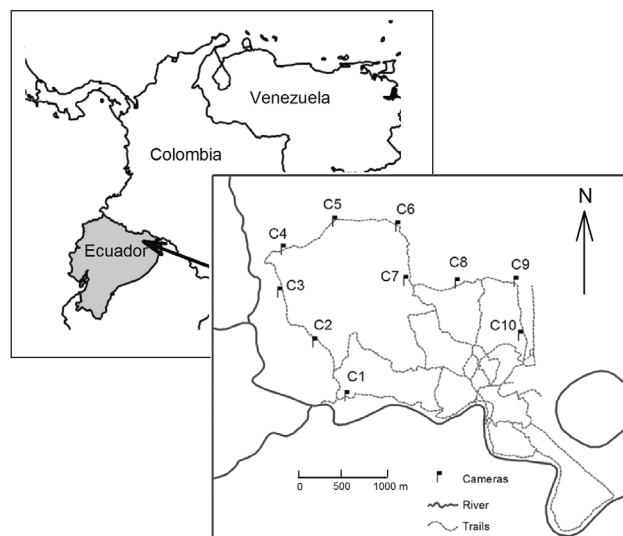 Venezuela
Colombia
Ecuador
N
C5
C6
C4
C7
C8
C9
C3
C10
C2
C1
0 500 1000 m
Cameras
River
Trails